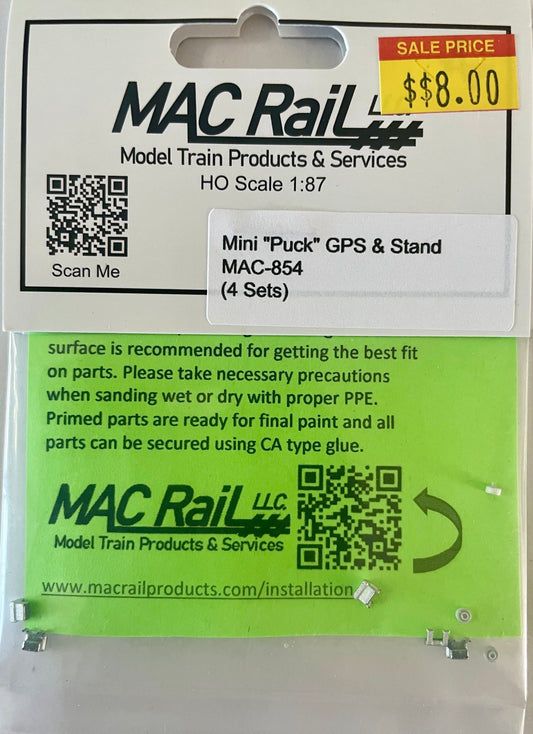 SALE PRICE
$$8.00
MAC Rail
Model Train Products & Services
HO Scale 1:87
Scan Me
Mini "Puck" GPS & Stand
MAC-854
(4 Sets)
surface is recommended for getting the best fit
on parts. Please take necessary precautions
when sanding wet or dry with proper PPE.
Primed parts are ready for final paint and all
parts can be secured using CA type glue.
MAC Rail LLC.
Model Train Products & Services
www.macrailproducts.com/installation